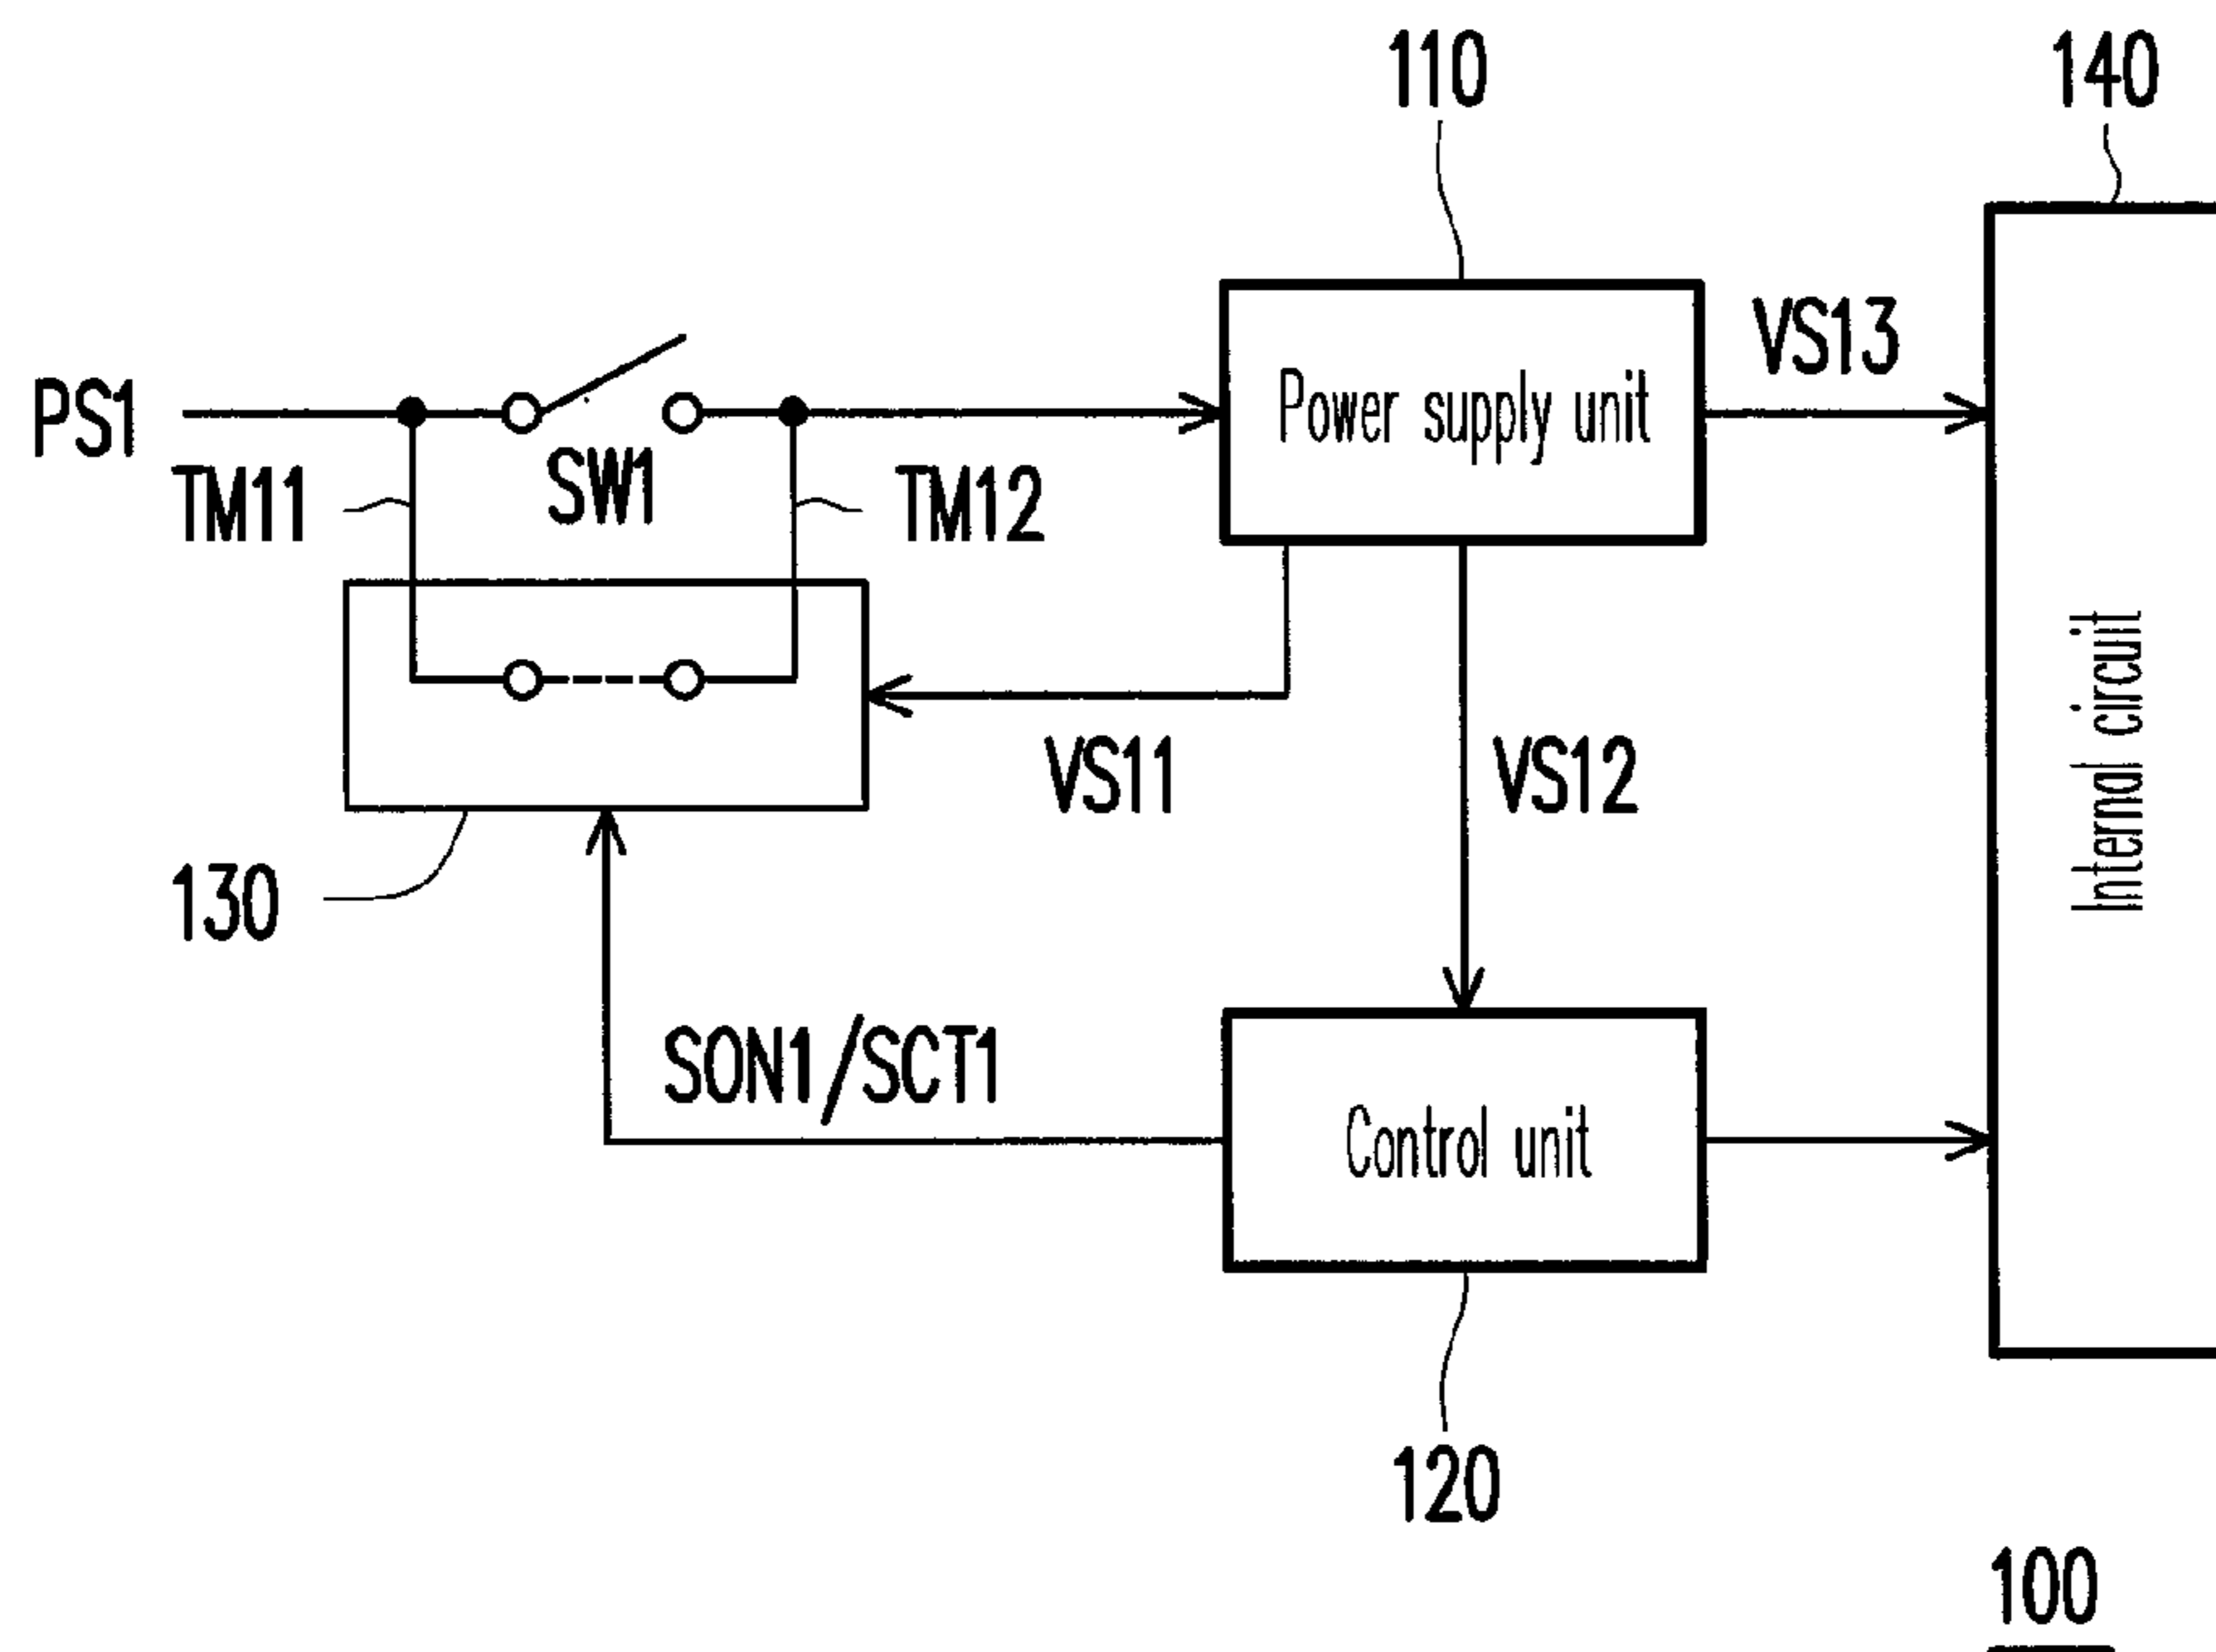 110
140
VS13
PS1
Power supply unit
TM11
SW1
TM12
Internal circuit
VS11
VS12
130
SON1/SCT1
Control unit
120
100